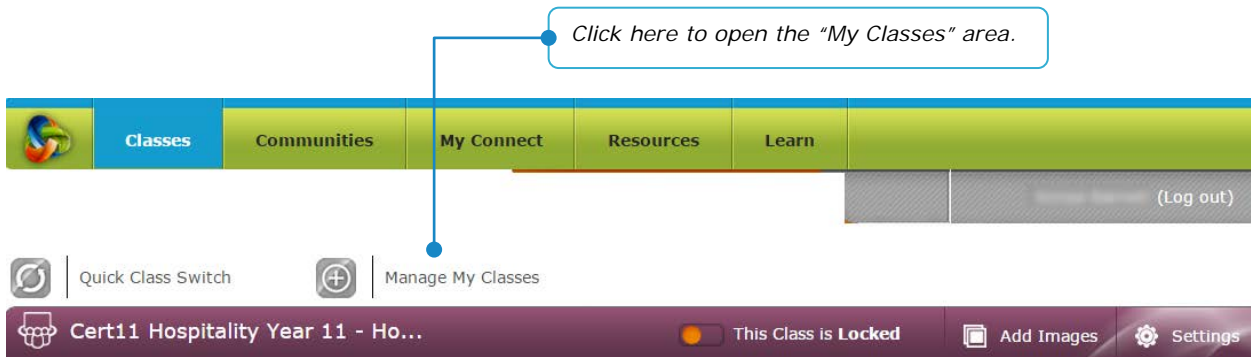 Click here to open the “My Classes” area.
Classes Communities My Connect Resources Learn
(Log out)
Quick Class Switch Manage My Classes
Cert11 Hospitality Year 11 - Ho... This Class is Locked Add Images Settings